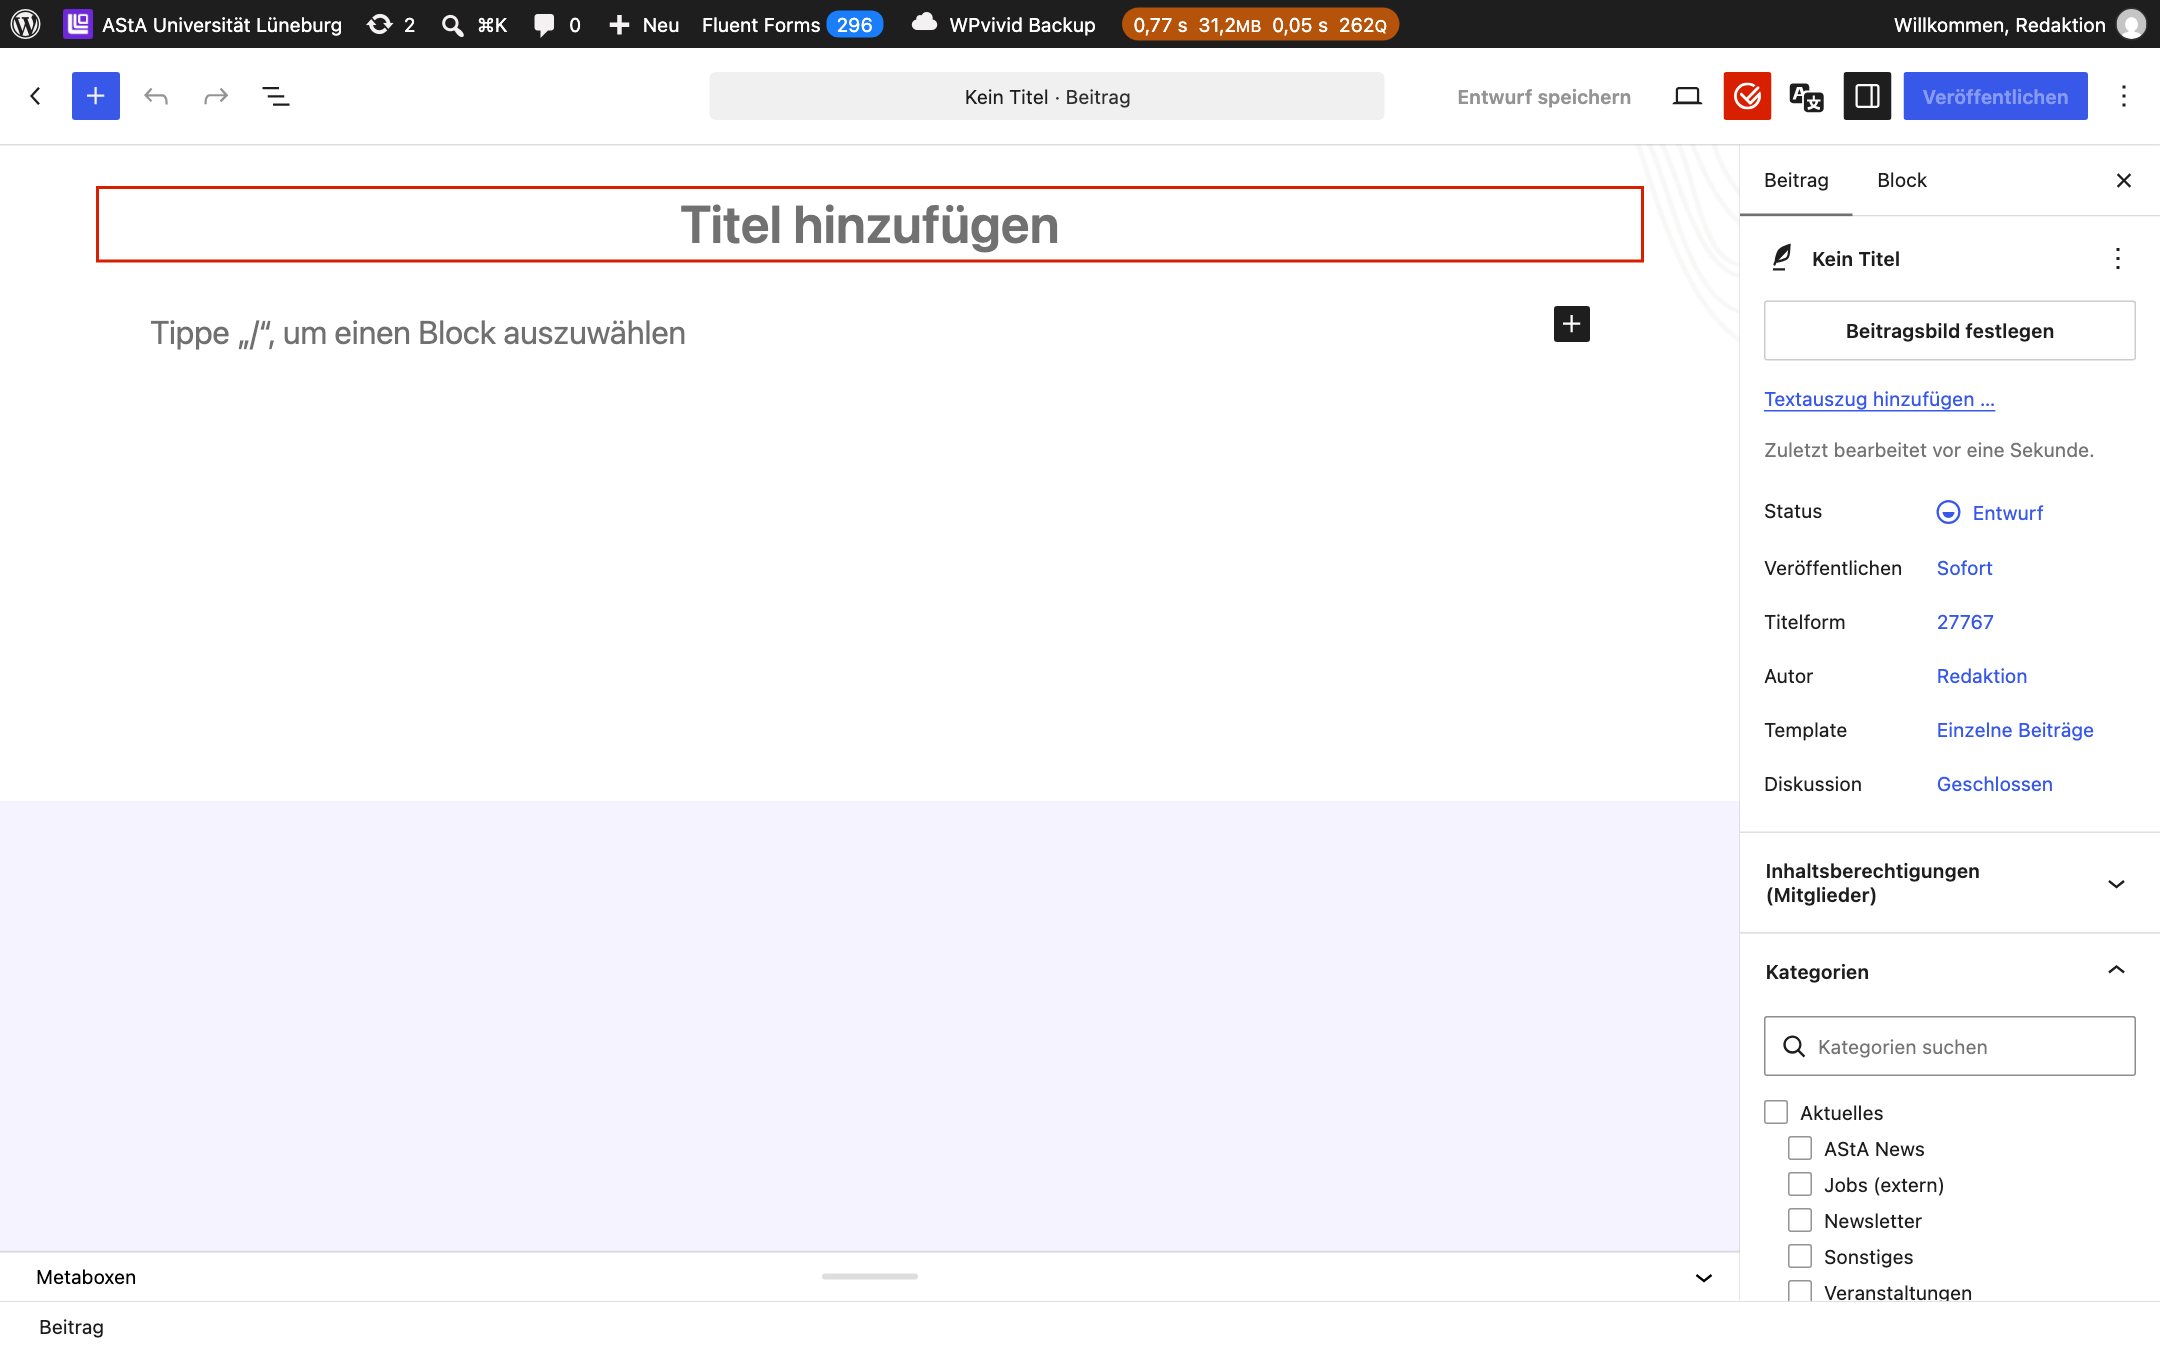 AStA Universität Lüneburg 2 ⌘K 0 Neu Fluent Forms 296 WPvivid Backup 0,77 s 31,2MB 0,05 s 262Q Willkommen, Redaktion
Kein Titel · Beitrag
Entwurf speichern
Veröffentlichen
Titel hinzufügen
Tippe „/“, um einen Block auszuwählen
Beitrag Block
Kein Titel
Beitragsbild festlegen
Textauszug hinzufügen ...
Zuletzt bearbeitet vor eine Sekunde.
Status Entwurf
Veröffentlichen Sofort
Titelform 27767
Autor Redaktion
Template Einzelne Beiträge
Diskussion Geschlossen
Inhaltsberechtigungen
(Mitglieder)
Kategorien
Kategorien suchen
Aktuelles
AStA News
Jobs (extern)
Newsletter
Sonstiges
Veranstaltungen
Metaboxen
Beitrag